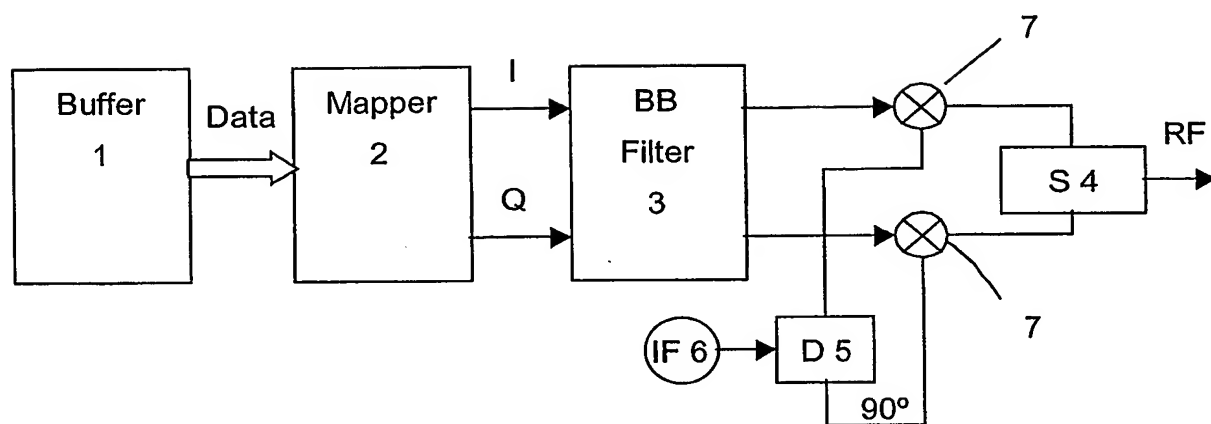 7
Buffer
1
Data
Mapper
2
I
Q
BB
Filter
3
S 4
RF
7
IF 6
D 5
90º